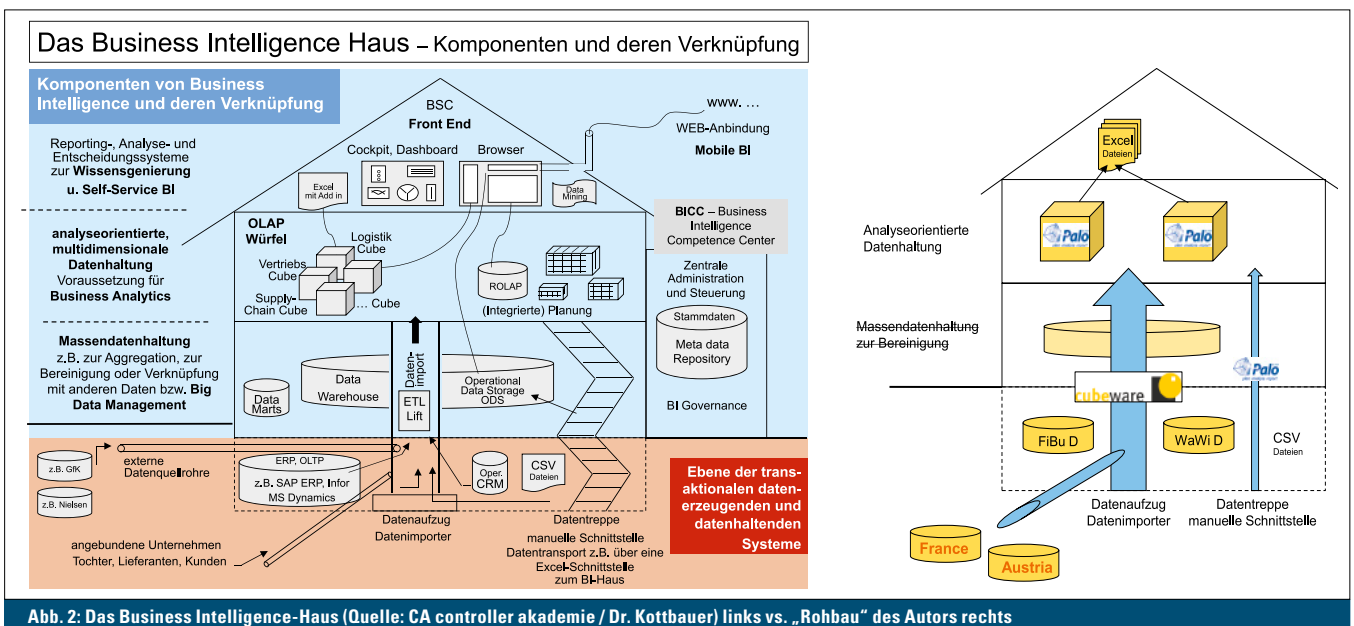 Das Business Intelligence Haus – Komponenten und deren Verknüpfung
Komponenten von Business
Intelligence und deren Verknüpfung
Reporting-, Analyse- und
Entscheidungssysteme
zur Wissensgenierung
u. Self-Service BI
analyseorientierte,
multidimensionale
Datenhaltung
Voraussetzung für
Business Analytics
Massendatenhaltung
z.B. zur Aggregation, zur
Bereinigung oder Verknüpfung
mit anderen Daten bzw. Big
Data Management
BSC
Front End
Cockpit, Dashboard
Browser
Excel
mit Add in
Data
Mining
www. ...
WEB-Anbindung
Mobile BI
OLAP
Würfel
Logistik
Cube
Vertriebs
Cube
Supply-
Chain Cube
... Cube
ROLAP
(Integrierte) Planung
BICC – Business
Intelligence
Competence Center
Zentrale
Administration
und Steuerung
Stammdaten
Meta data
Repository
BI Governance
Data
Marts
Data
Warehouse
Daten-
import
ETL
Lift
Operational
Data Storage
ODS
z.B. GfK
z.B. Nielsen
externe
Datenquellrohre
ERP, OLTP
z.B. SAP ERP, Infor
MS Dynamics
Oper.
CRM
CSV
Dateien
Datenaufzug
Datenimporter
angebundene Unternehmen
Tochter, Lieferanten, Kunden
Datentreppe
manuelle Schnittstelle
Datentransport z.B. über eine
Excel-Schnittstelle
zum BI-Haus
Ebene der trans-
aktionalen daten-
erzeugenden und
datenhaltenden
Systeme
Excel
Dateien
Analyseorientierte
Datenhaltung
Palo
Palo
Massendatenhaltung
zur Bereinigung
Palo
cubeware
FiBu D
WaWi D
CSV
Dateien
Datenaufzug
Datenimporter
Datentreppe
manuelle Schnittstelle
France
Austria
Abb. 2: Das Business Intelligence-Haus (Quelle: CA controller akademie / Dr. Kottbauer) links vs. „Rohbau“ des Autors rechts